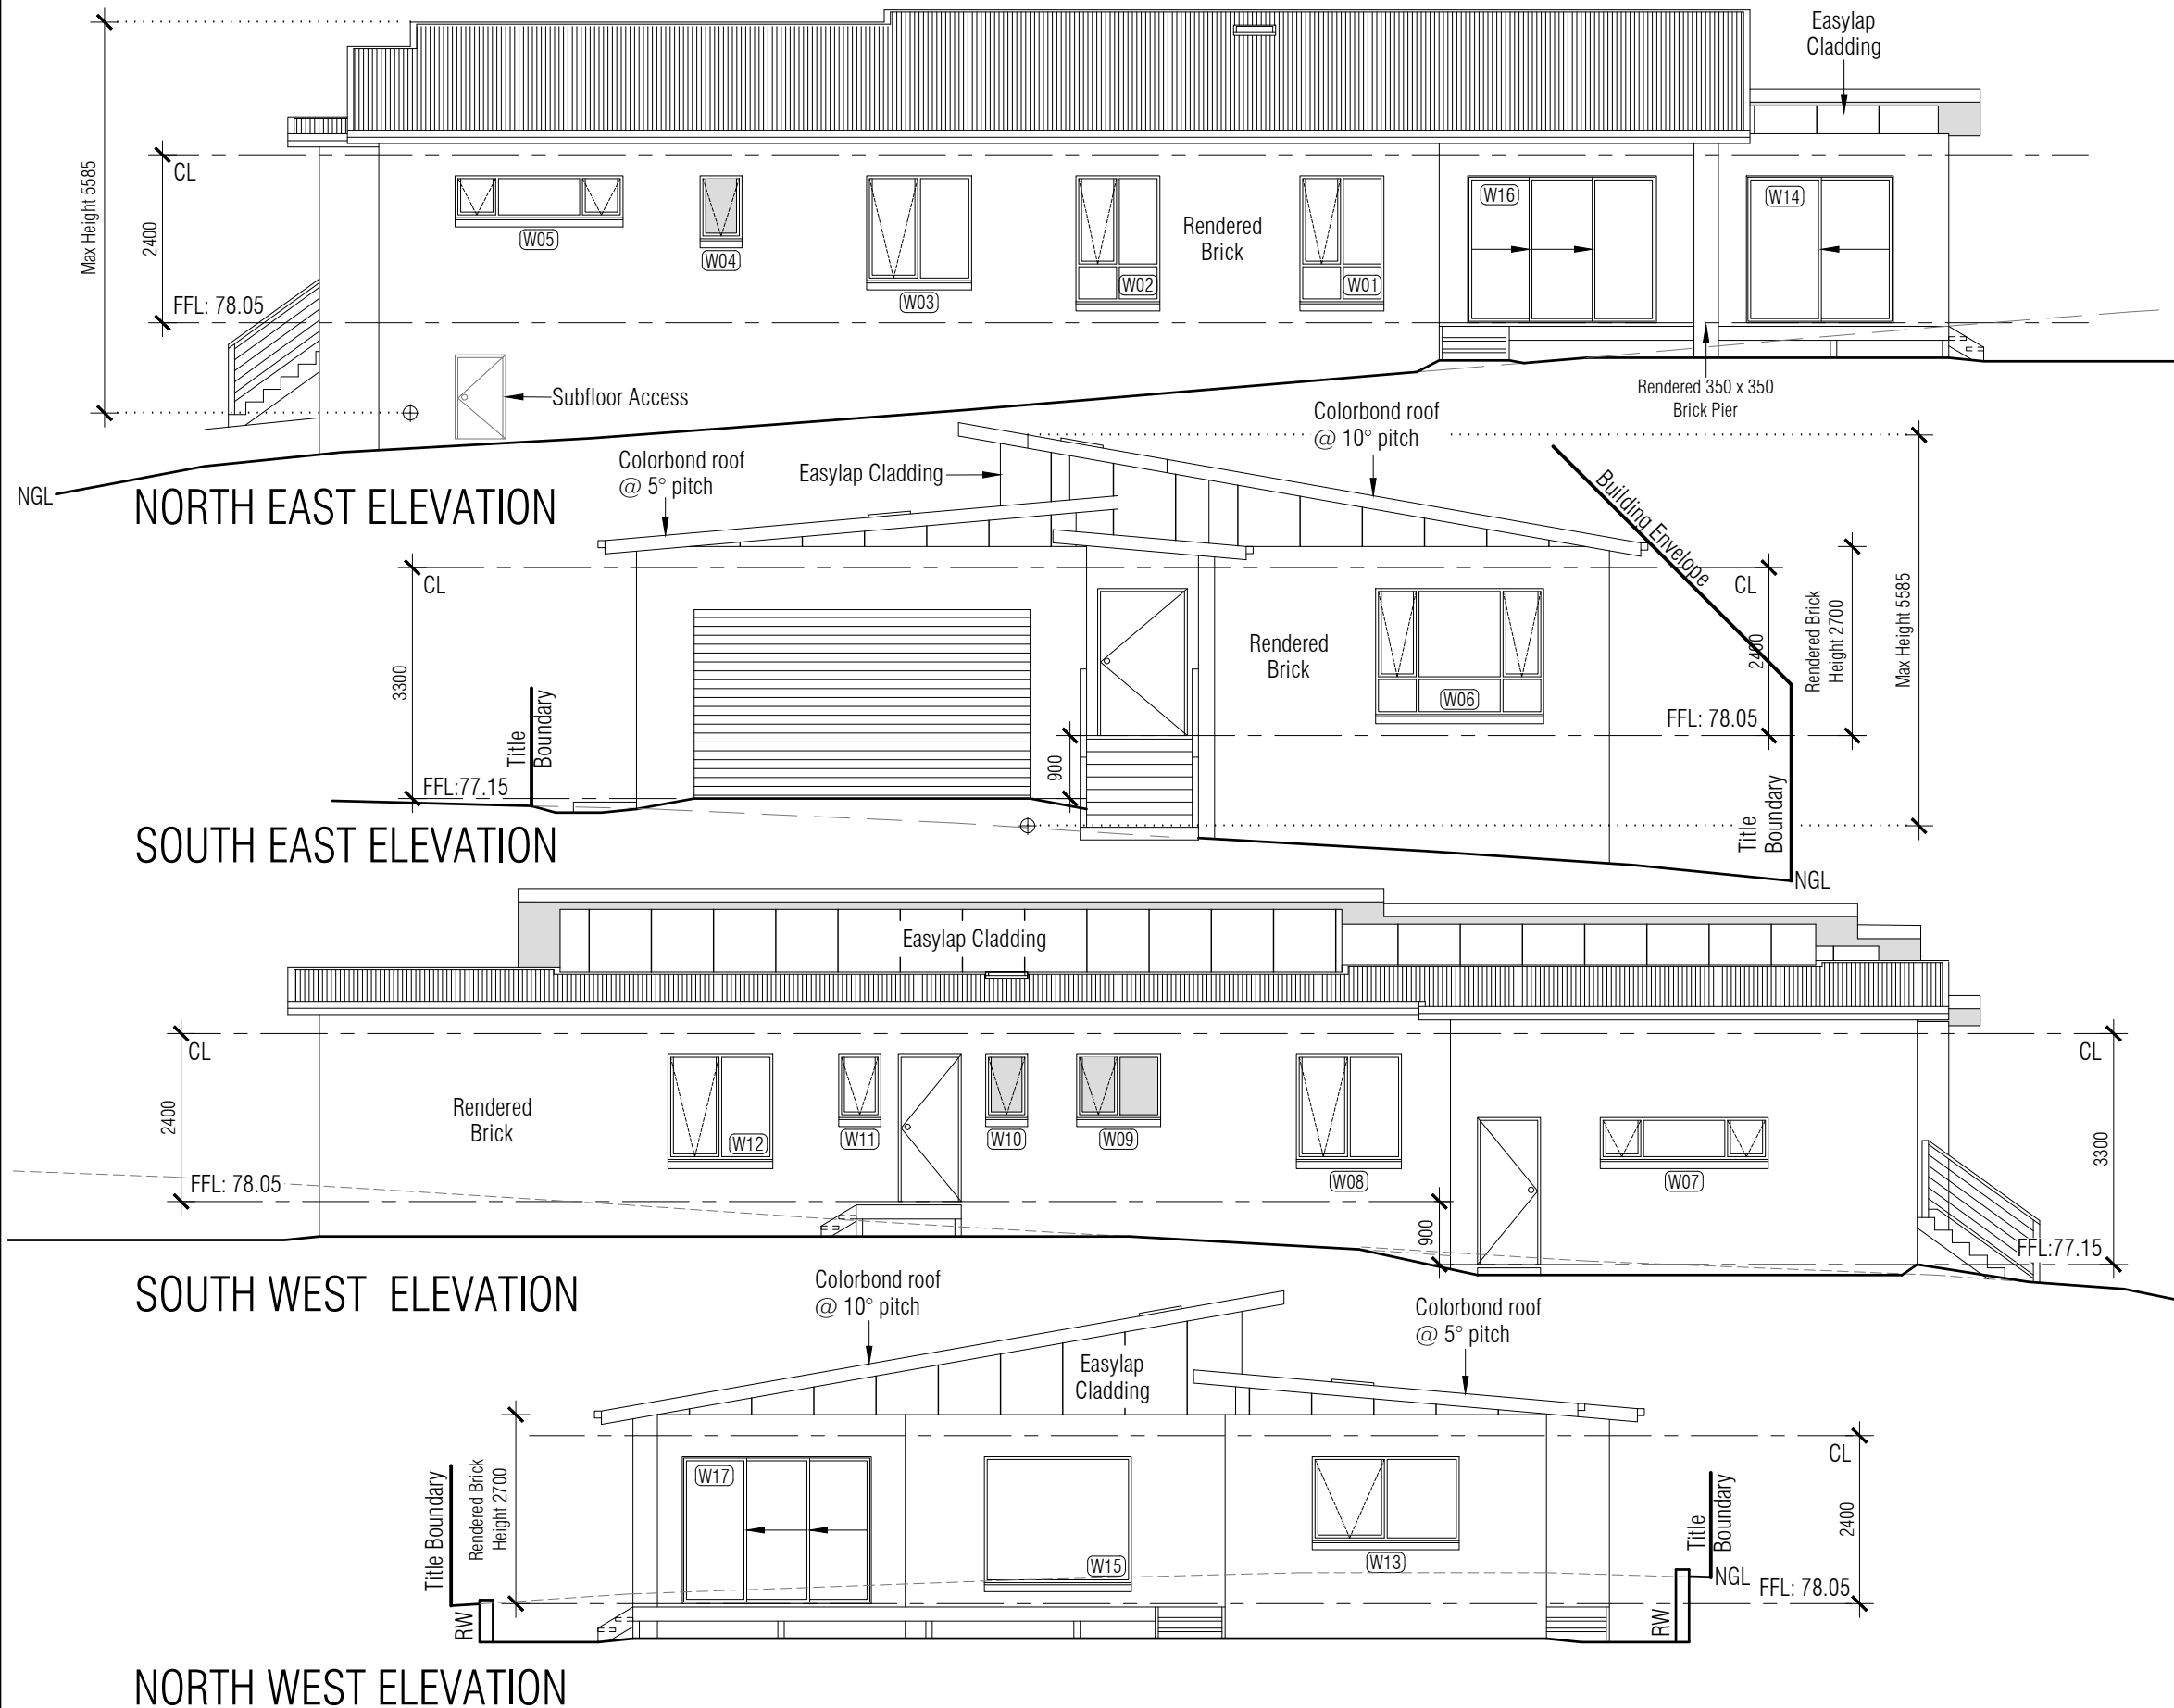 Easylap
Cladding
Max Height 5585
2400
CL
FFL: 78.05
W05
W04
W03
W02
Rendered
Brick
W01
W16
W14
Subfloor Access
Rendered 350 x 350
Brick Pier
NGL
NORTH EAST ELEVATION
Colorbond roof
@ 5° pitch
Easylap Cladding
Colorbond roof
@ 10° pitch
Building Envelope
CL
3300
FFL:77.15
Title
Boundary
900
Rendered
Brick
W06
CL
2400
FFL: 78.05
Rendered Brick
Height 2700
Max Height 5585
Title
Boundary
NGL
SOUTH EAST ELEVATION
Easylap Cladding
CL
2400
FFL: 78.05
Rendered
Brick
W12
W11
W10
W09
W08
900
W07
CL
3300
FFL:77.15
SOUTH WEST ELEVATION
Colorbond roof
@ 10° pitch
Colorbond roof
@ 5° pitch
Easylap
Cladding
Title Boundary
RW
Rendered Brick
Height 2700
W17
W15
W13
CL
2400
Title
Boundary
RW
NGL
FFL: 78.05
NORTH WEST ELEVATION